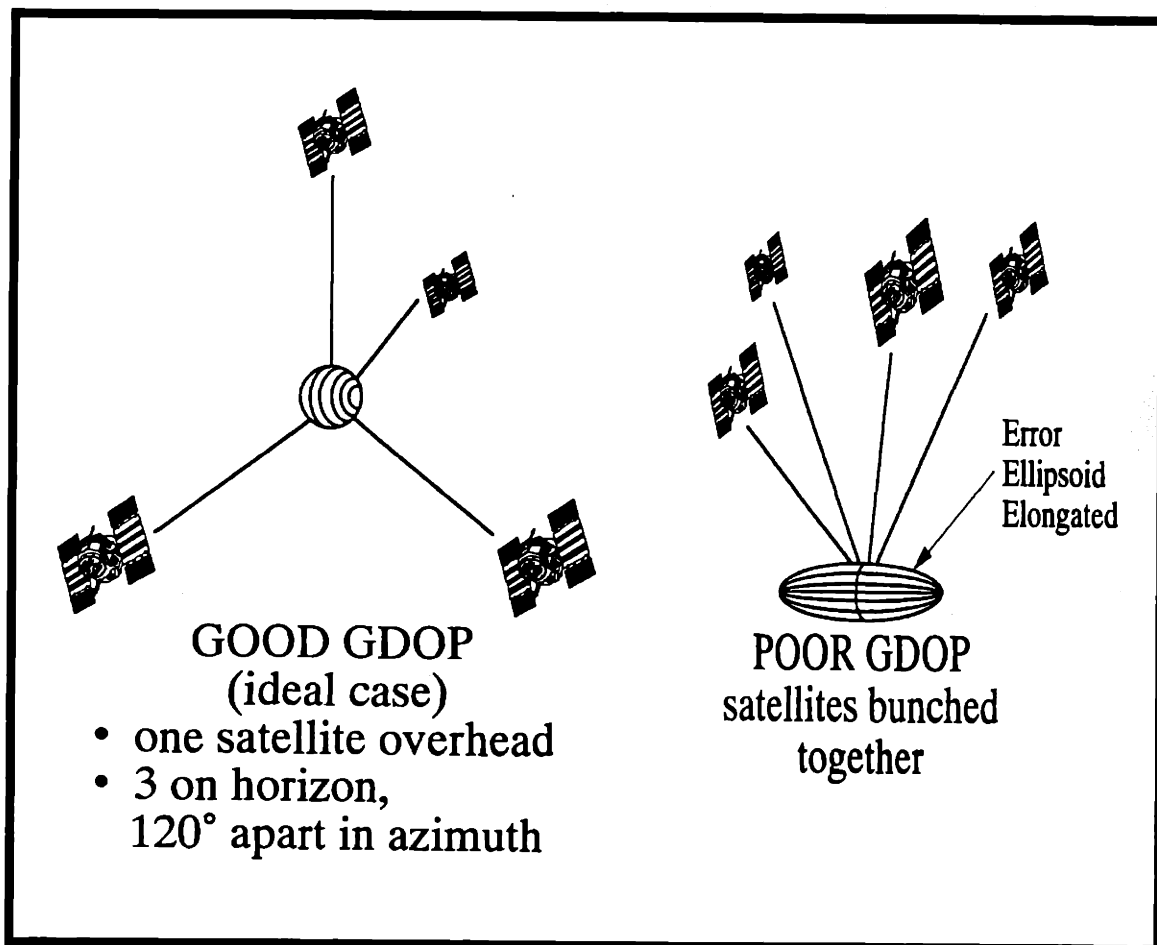 GOOD GDOP
(ideal case)
• one satellite overhead
• 3 on horizon,
120° apart in azimuth
Error
Ellipsoid
Elongated
POOR GDOP
satellites bunched
together